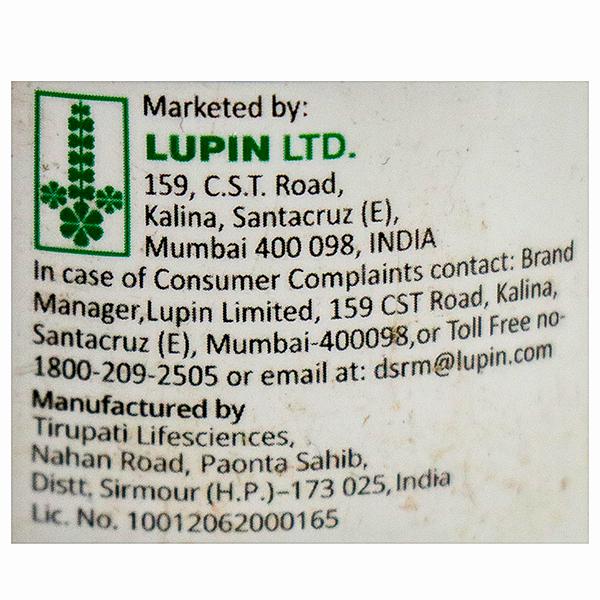 Marketed by:
LUPIN LTD.
159, C.S.T. Road,
Kalina, Santacruz (E),
Mumbai 400 098, INDIA
In case of Consumer Complaints contact: Brand
Manager,Lupin Limited, 159 CST Road, Kalina,
Santacruz (E), Mumbai-400098,or Toll Free no-
1800-209-2505 or email at: dsrm@lupin.com
Manufactured by
Tirupati Lifesciences,
Nahan Road, Paonta Sahib,
Distt. Sirmour (H.P.)-173 025, India
Lic. No. 10012062000165